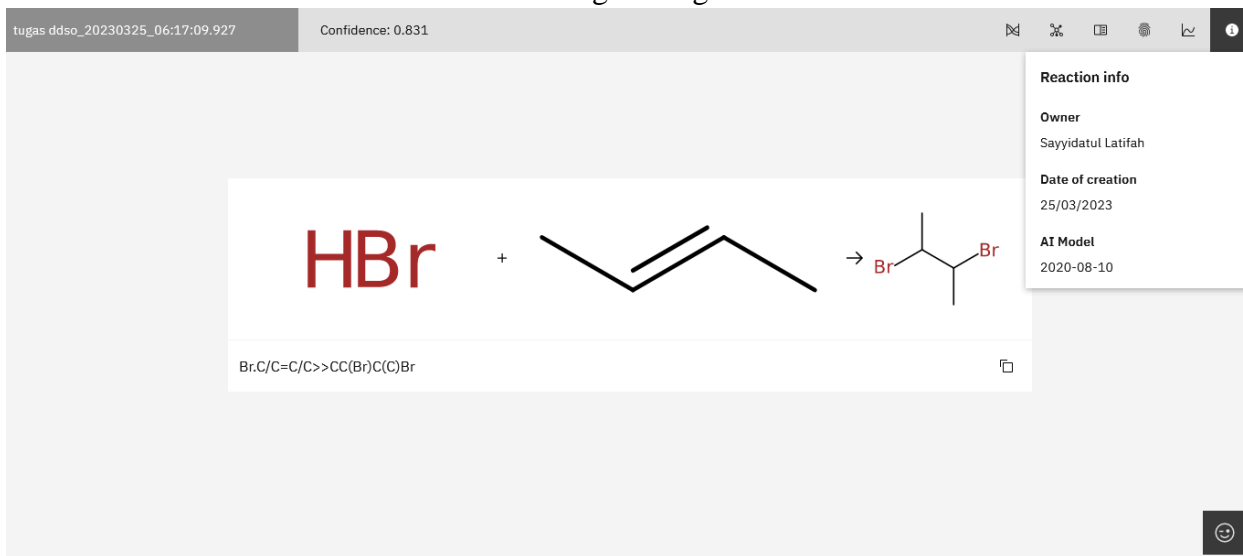 tugas ddso_20230325_06:17:09.927 Confidence: 0.831
Reaction info
Owner
Sayyidatul Latifah
Date of creation
25/03/2023
AI Model
2020-08-10
HBr + → Br Br
Br.C/C=C/C>>CC(Br)C(C)Br